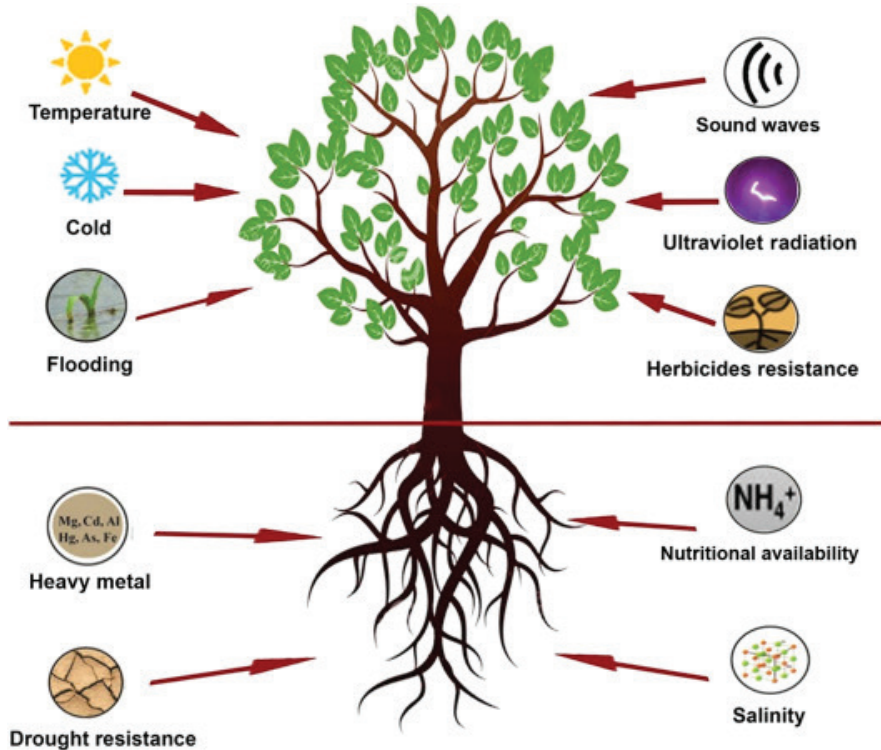 Temperature
Cold
Flooding
Sound waves
Ultraviolet radiation
Herbicides resistance
Mg, Cd, Al
Hg, As, Fe
Heavy metal
Drought resistance
NH₄⁺
Nutritional availability
Salinity